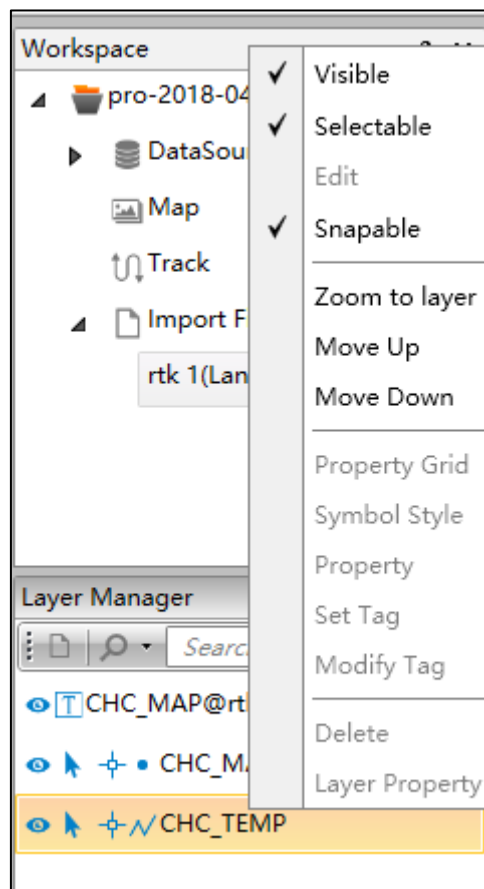 Workspace
pro-2018-04
DataSou
Map
Track
Import F
rtk 1(Lan
Visible
Selectable
Edit
Snapable
Zoom to layer
Move Up
Move Down
Property Grid
Symbol Style
Property
Set Tag
Modify Tag
Delete
Layer Property
Layer Manager
Searc
T CHC_MAP@rt
CHC_MA
CHC_TEMP